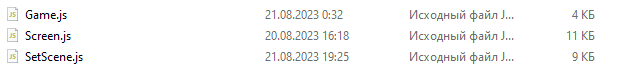 Game.js 21.08.2023 0:32 Исходный файл J... 4 КБ
Screen.js 20.08.2023 16:18 Исходный файл J... 11 КБ
SetScene.js 21.08.2023 19:25 Исходный файл J... 9 КБ